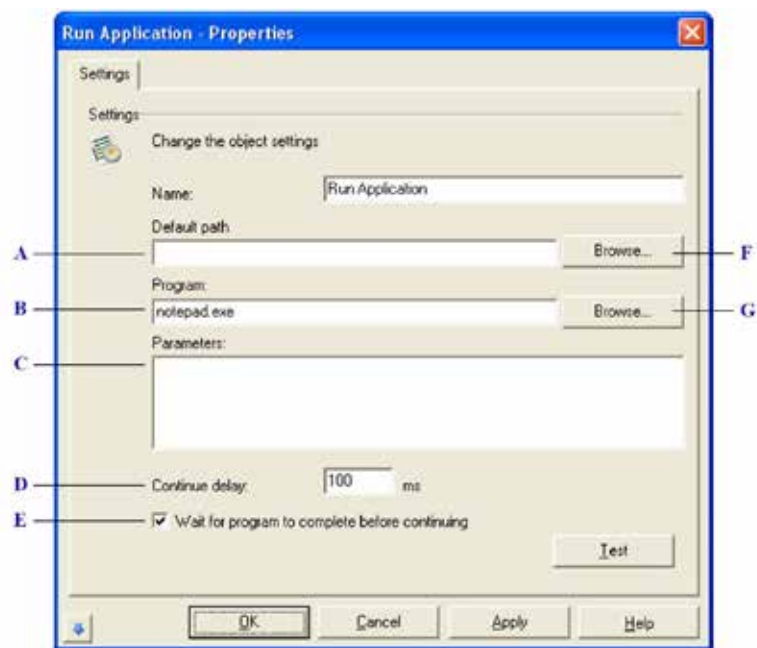 Run Application - Properties
Settings
Settings
Change the object settings
Name: Run Application
Default path
A Browse... F
Program:
B notepad.exe Browse... G
Parameters:
C
D Continue delay: 100 ms
E Wait for program to complete before continuing
Test
OK Cancel Apply Help